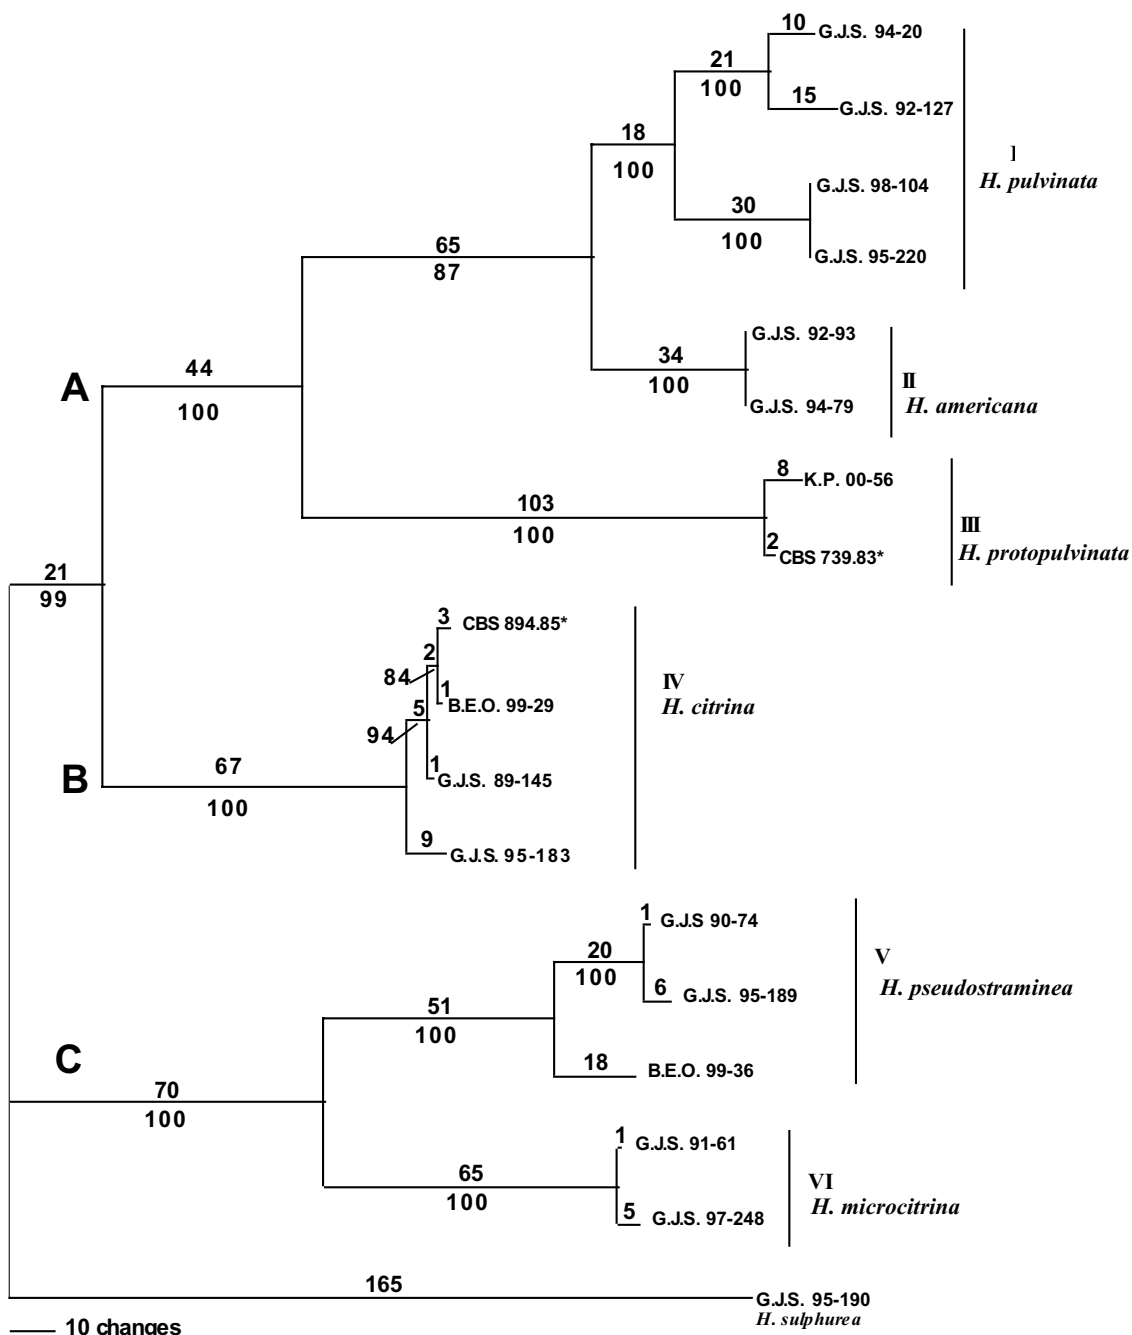 10
G.J.S. 94-20
21
100
15
G.J.S. 92-127
18
100
I
H. pulvinata
G.J.S. 98-104
30
100
G.J.S. 95-220
65
87
G.J.S. 92-93
34
100
II
H. americana
G.J.S. 94-79
A
44
100
8
K.P. 00-56
103
100
III
H. protopulvinata
2
CBS 739.83*
21
99
3
CBS 894.85*
2
84
1
B.E.O. 99-29
IV
H. citrina
5
94
1
G.J.S. 89-145
B
67
100
9
G.J.S. 95-183
1
G.J.S 90-74
20
100
V
H. pseudostraminea
6
G.J.S. 95-189
51
100
18
B.E.O. 99-36
C
70
100
1
G.J.S. 91-61
65
100
VI
H. microcitrina
5
G.J.S. 97-248
165
G.J.S. 95-190
H. sulphurea
10 changes